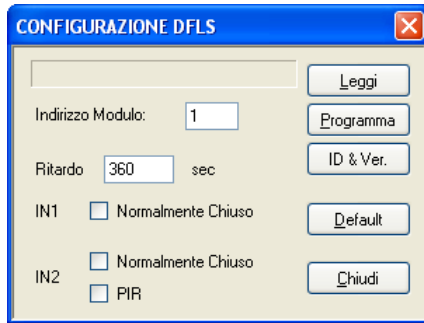 CONFIGURAZIONE DFLS
Leggi
Indirizzo Modulo: 1
Programma
ID & Ver.
Ritardo 360 sec
IN1 Normalmente Chiuso
Default
IN2 Normalmente Chiuso
PIR
Chiudi